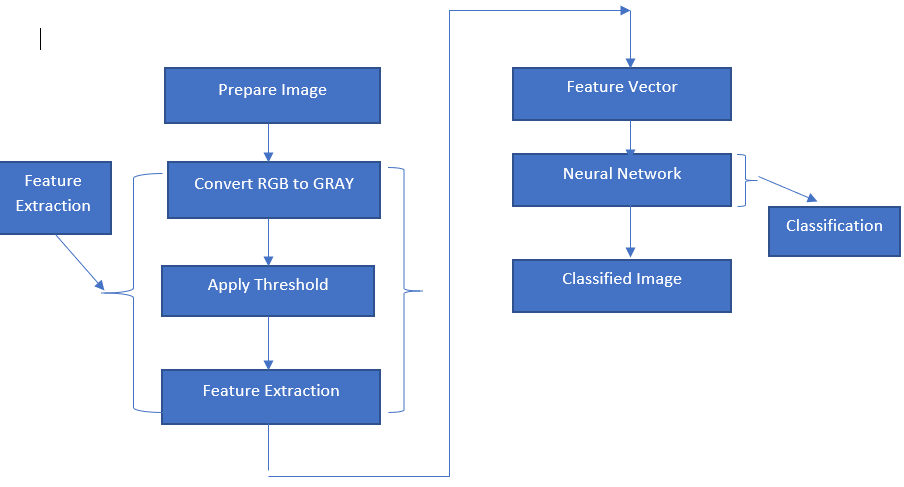 Prepare Image
Convert RGB to GRAY
Feature
Extraction
Apply Threshold
Feature Extraction
Feature Vector
Neural Network
Classification
Classified Image